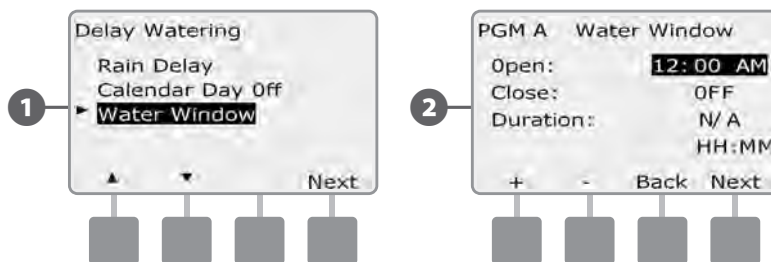 1
Delay Watering
Rain Delay
Calendar Day Off
Water Window
Next
2
PGM A Water Window
Open: 12:00 AM
Close: OFF
Duration: N/A
HH:MM
+ - Back Next